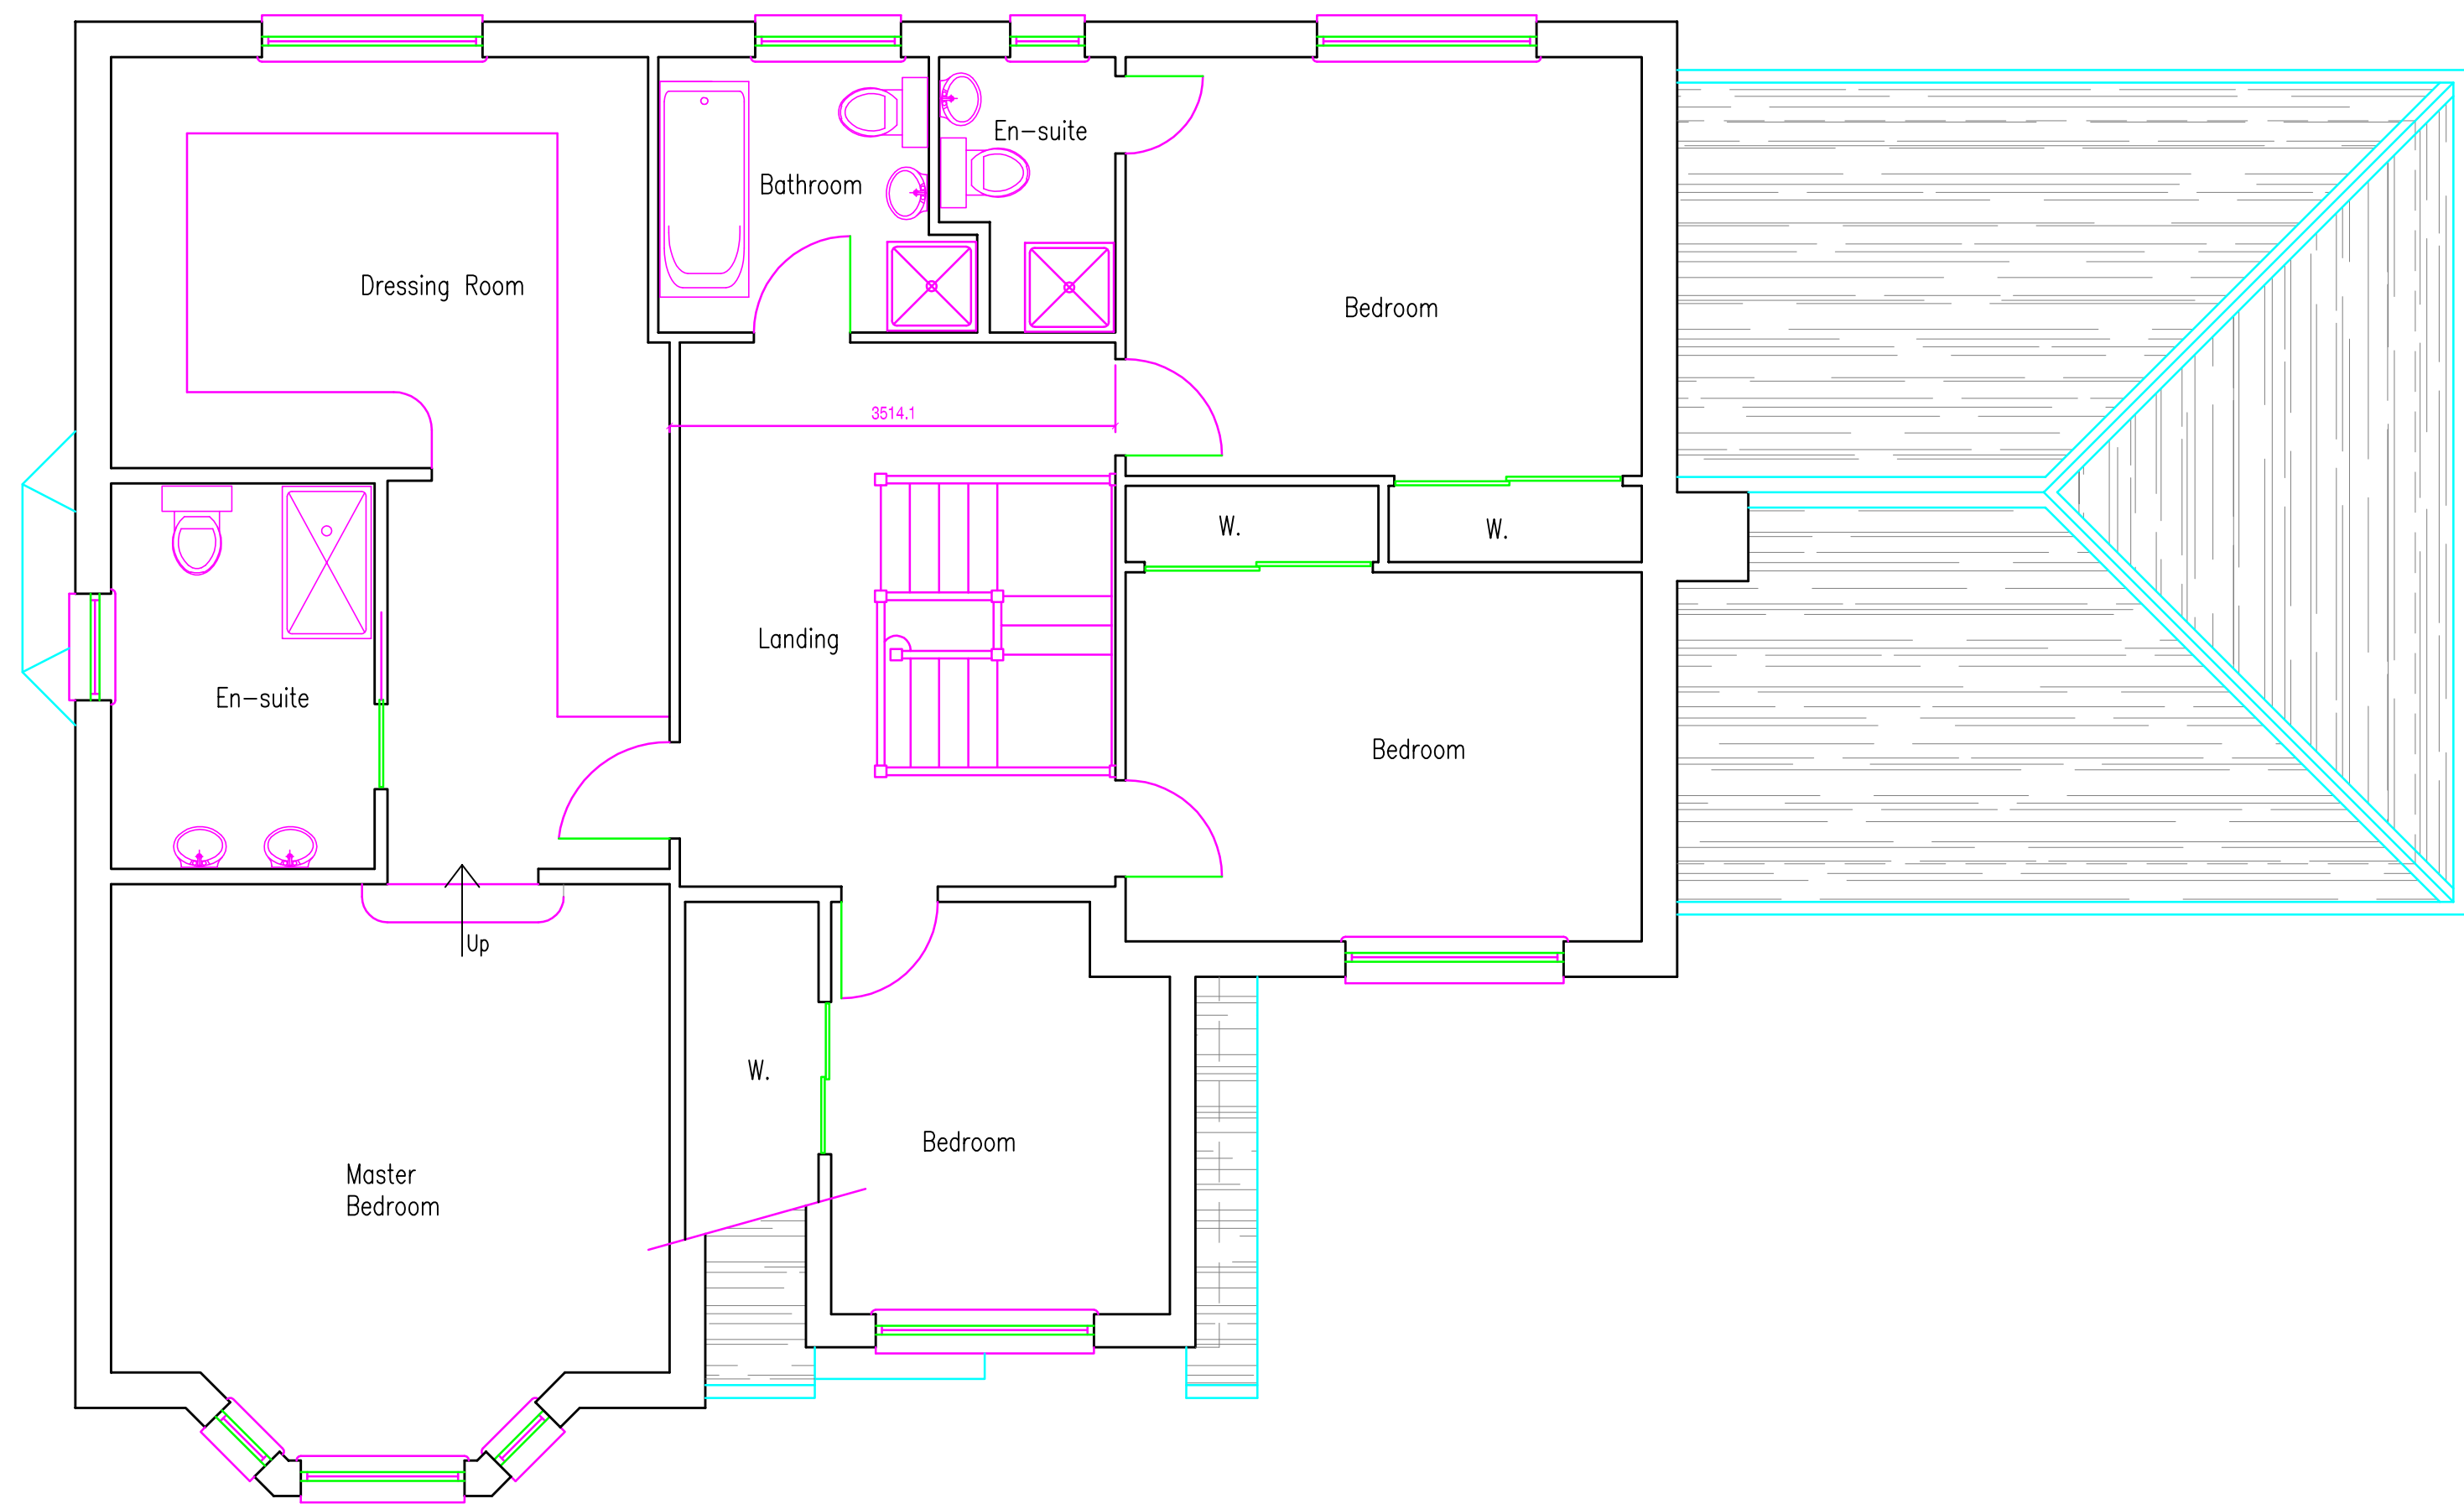 En-suite
Bathroom
Dressing Room
Bedroom
3514.1
W.
W.
Landing
En-suite
Bedroom
Up
W.
Bedroom
Master
Bedroom